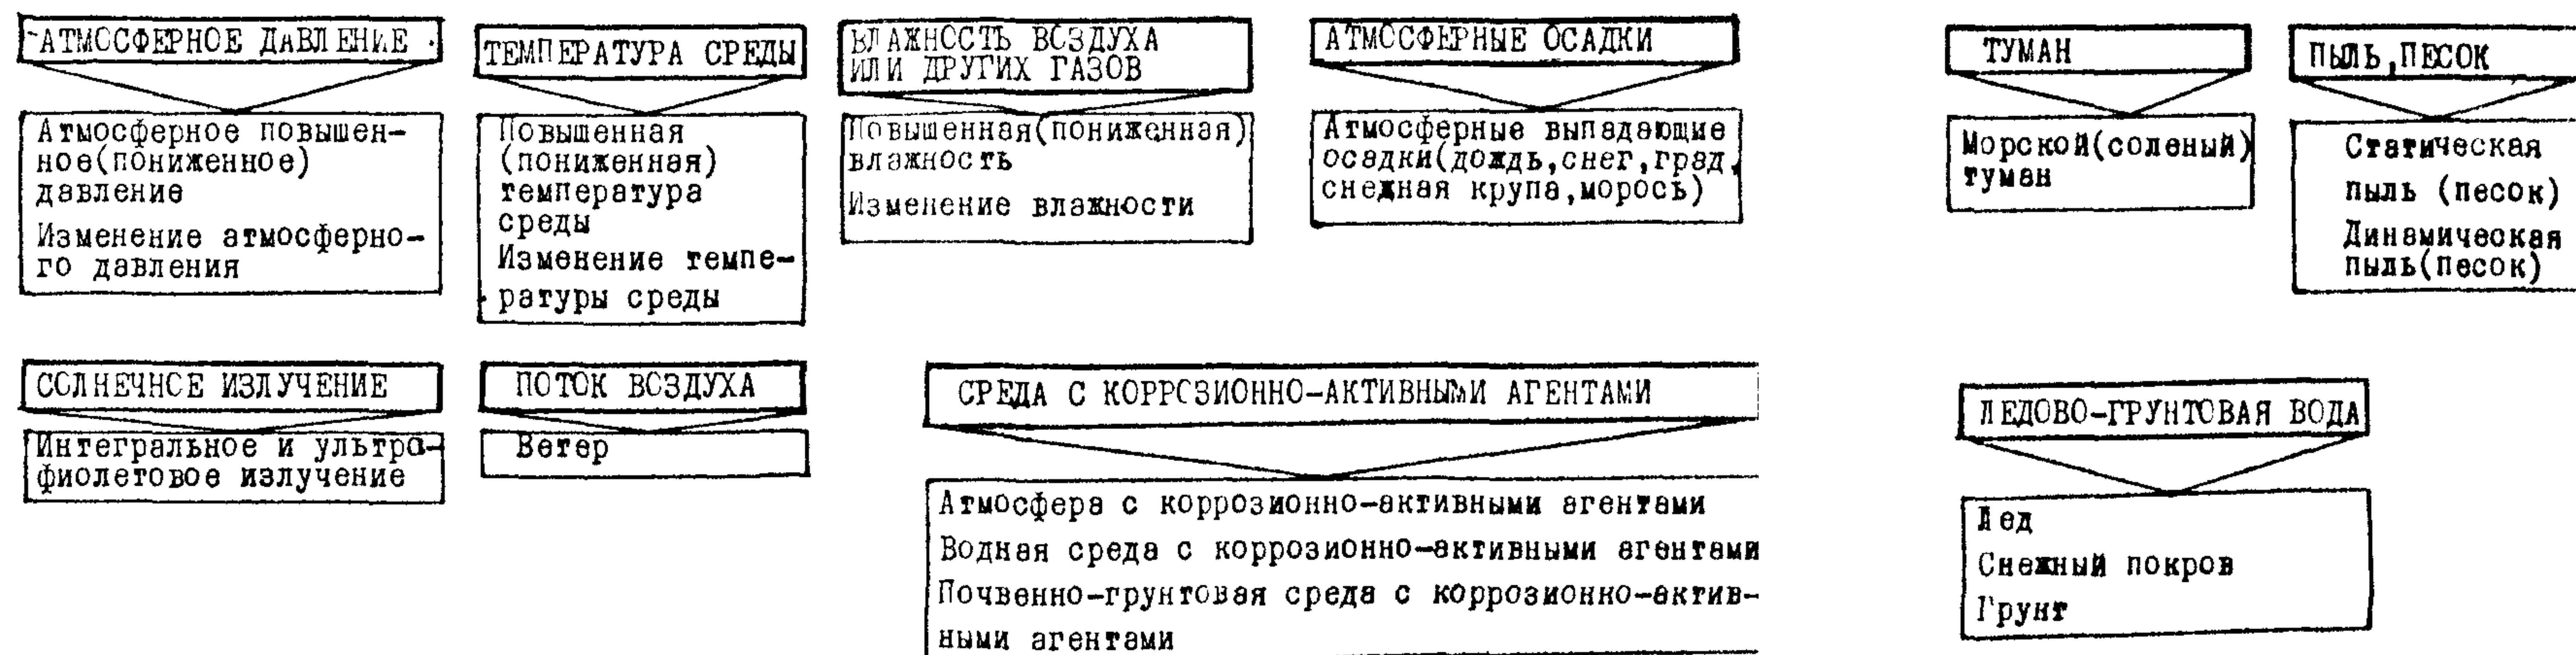 АТМОСФЕРНОЕ ДАВЛЕНИЕ
Атмосферное повышен-
ное(пониженное)
давление
Изменение атмосферно-
го давления
ТЕМПЕРАТУРА СРЕДЫ
Повышенная
(пониженная)
температура
среды
Изменение темпе-
ратуры среды
ВЛАЖНОСТЬ ВОЗДУХА
ИЛИ ДРУГИХ ГАЗОВ
Повышенная(пониженная)
влажность
Изменение влажности
АТМОСФЕРНЫЕ ОСАДКИ
Атмосферные выпадающие
осадки(дождь,снег,град,
снежная крупа,морось)
ТУМАН
Морской(соленый)
туман
ПЫЛЬ,ПЕСОК
Статическая
пыль (песок)
Динамическая
пыль(песок)
СОЛНЕЧНОЕ ИЗЛУЧЕНИЕ
Интегральное и ультра-
фиолетовое излучение
ПОТОК ВОЗДУХА
Ветер
СРЕДА С КОРРОЗИОННО-АКТИВНЫМИ АГЕНТАМИ
Атмосфера с коррозионно-активными агентами
Водная среда с коррозионно-активными агентами
Почвенно-грунтовая среда с коррозионно-актив-
ными агентами
ЛЕДОВО-ГРУНТОВАЯ ВОДА
Лед
Снежный покров
Грунт